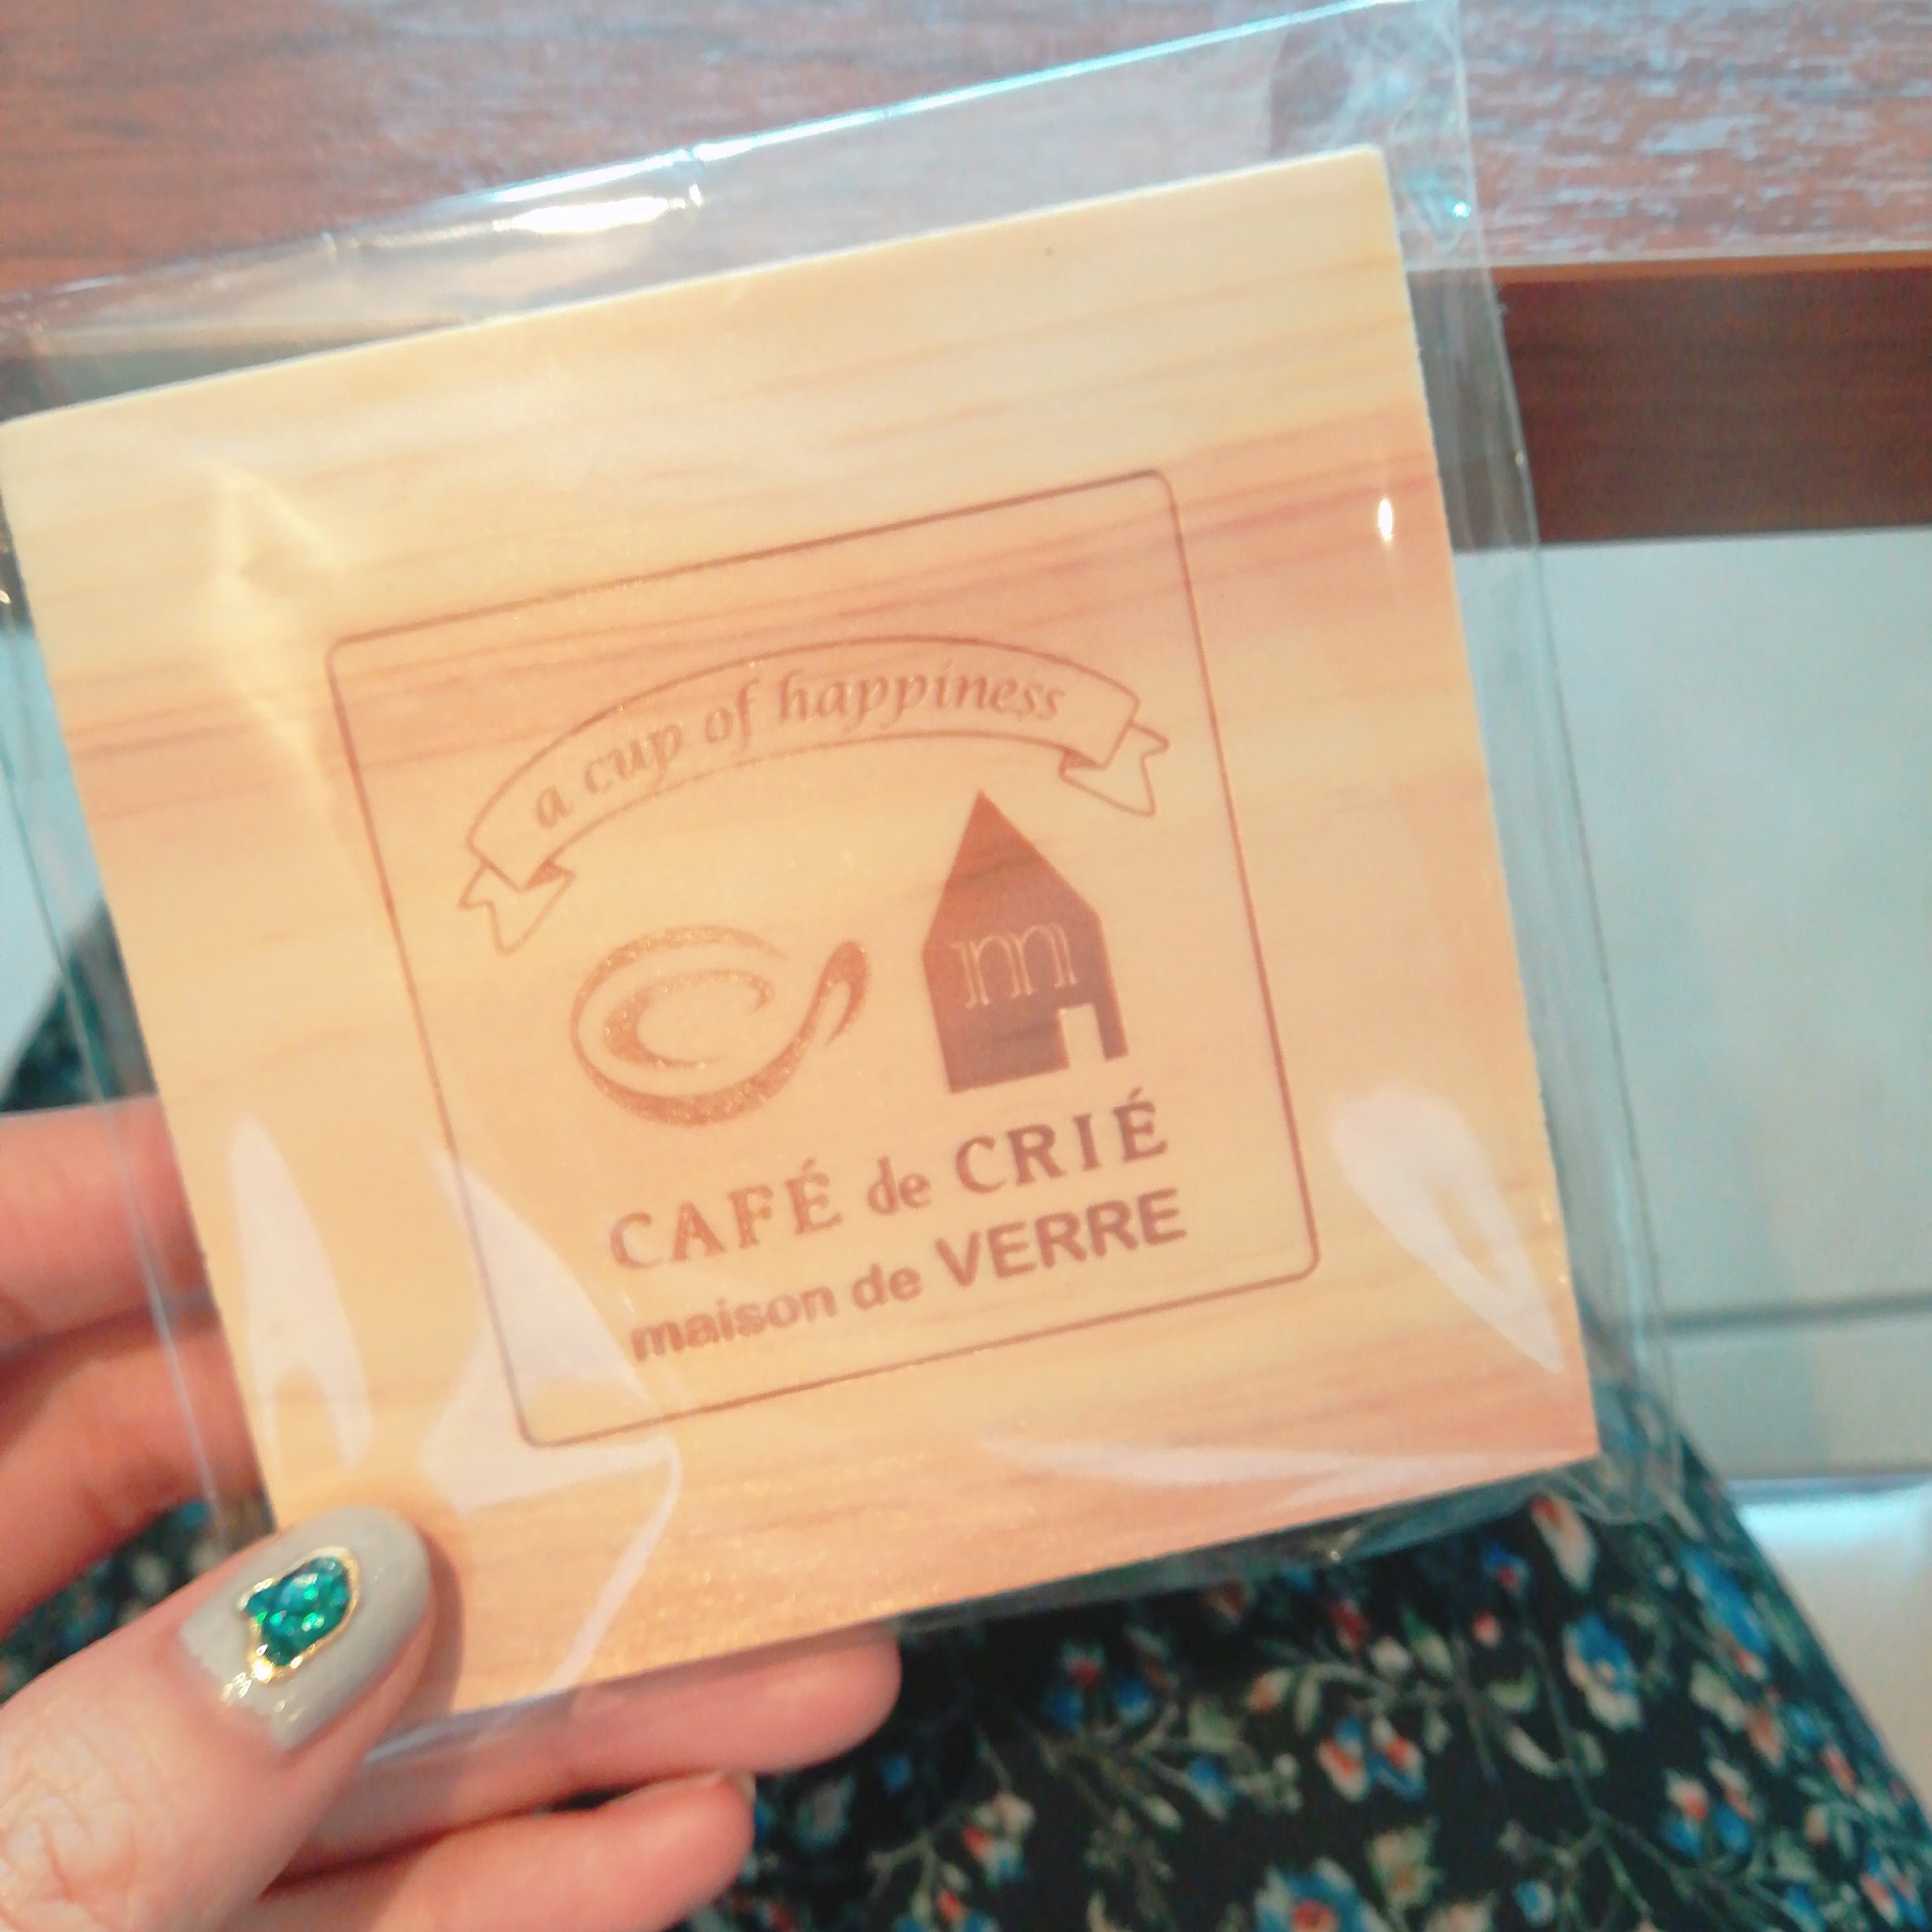 a cup of happiness
m
CAFÉ de CRIÉ
maison de VERRE